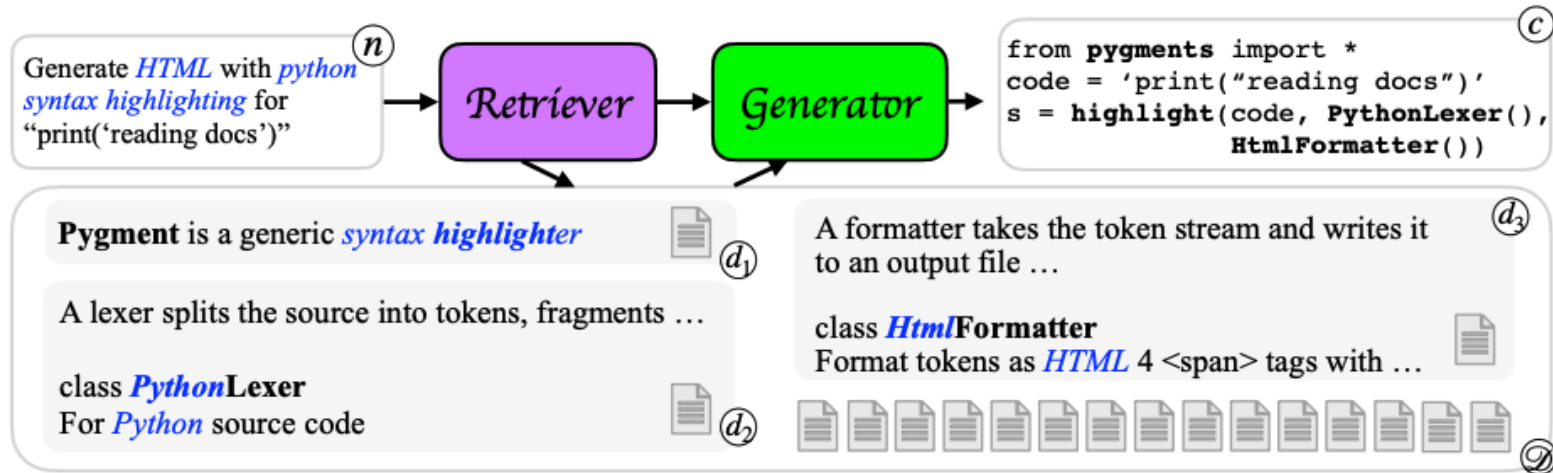 n
Generate HTML with python
syntax highlighting for
“print(‘reading docs’)”
Retriever
Generator
c
from pygments import *
code = ‘print(“reading docs”)’
s = highlight(code, PythonLexer(),
HtmlFormatter())
Pygment is a generic syntax highlighter
d1
A lexer splits the source into tokens, fragments …
class PythonLexer
For Python source code
d2
A formatter takes the token stream and writes it
to an output file …
d3
class HtmlFormatter
Format tokens as HTML 4 <span> tags with …
𝒟